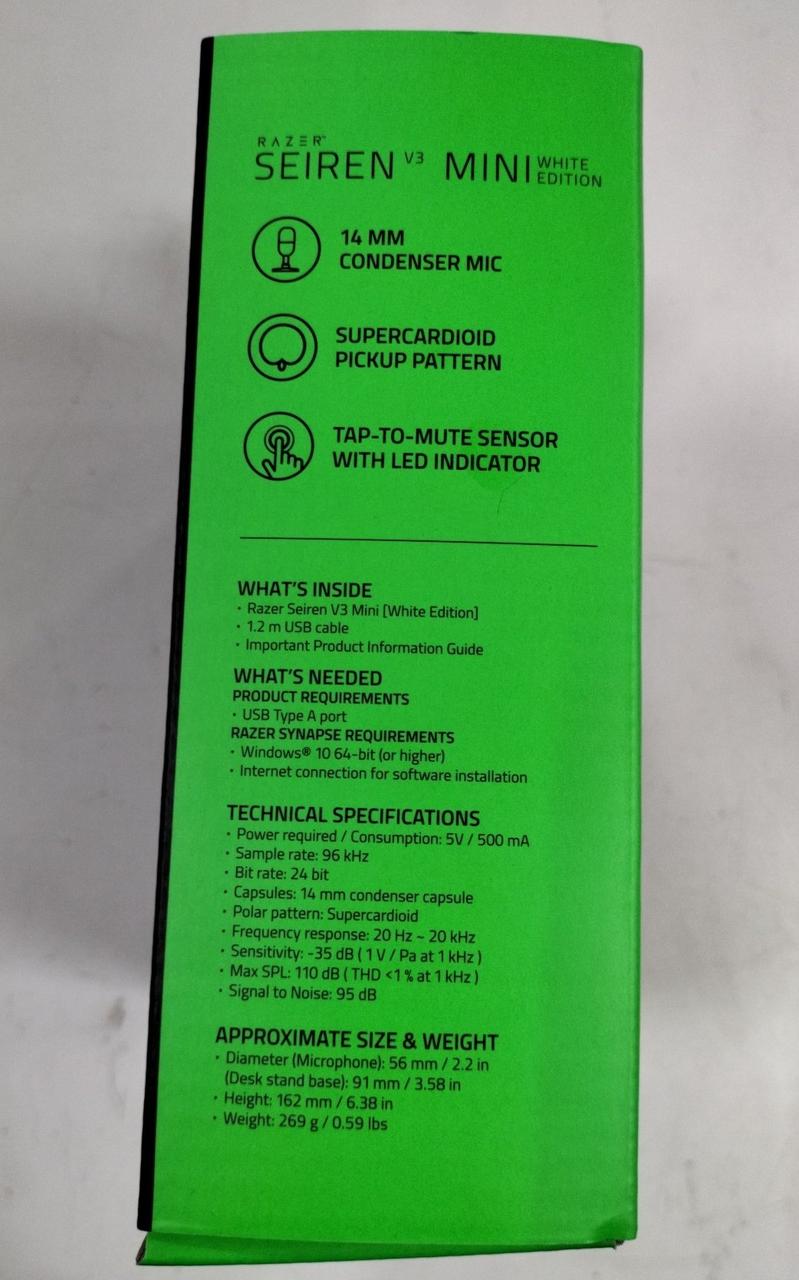 RAZER™
SEIREN V3 MINI WHITE EDITION
14 MM
CONDENSER MIC
SUPERCARDIOID
PICKUP PATTERN
TAP-TO-MUTE SENSOR
WITH LED INDICATOR
WHAT'S INSIDE
· Razer Seiren V3 Mini [White Edition]
· 1.2 m USB cable
· Important Product Information Guide
WHAT'S NEEDED
PRODUCT REQUIREMENTS
· USB Type A port
RAZER SYNAPSE REQUIREMENTS
· Windows® 10 64-bit (or higher)
· Internet connection for software installation
TECHNICAL SPECIFICATIONS
· Power required / Consumption: 5V / 500 mA
· Sample rate: 96 kHz
· Bit rate: 24 bit
· Capsules: 14 mm condenser capsule
· Polar pattern: Supercardioid
· Frequency response: 20 Hz ~ 20 kHz
· Sensitivity: -35 dB ( 1 V / Pa at 1 kHz )
· Max SPL: 110 dB ( THD <1 % at 1 kHz )
· Signal to Noise: 95 dB
APPROXIMATE SIZE & WEIGHT
· Diameter (Microphone): 56 mm / 2.2 in
(Desk stand base): 91 mm / 3.58 in
· Height: 162 mm / 6.38 in
· Weight: 269 g / 0.59 lbs